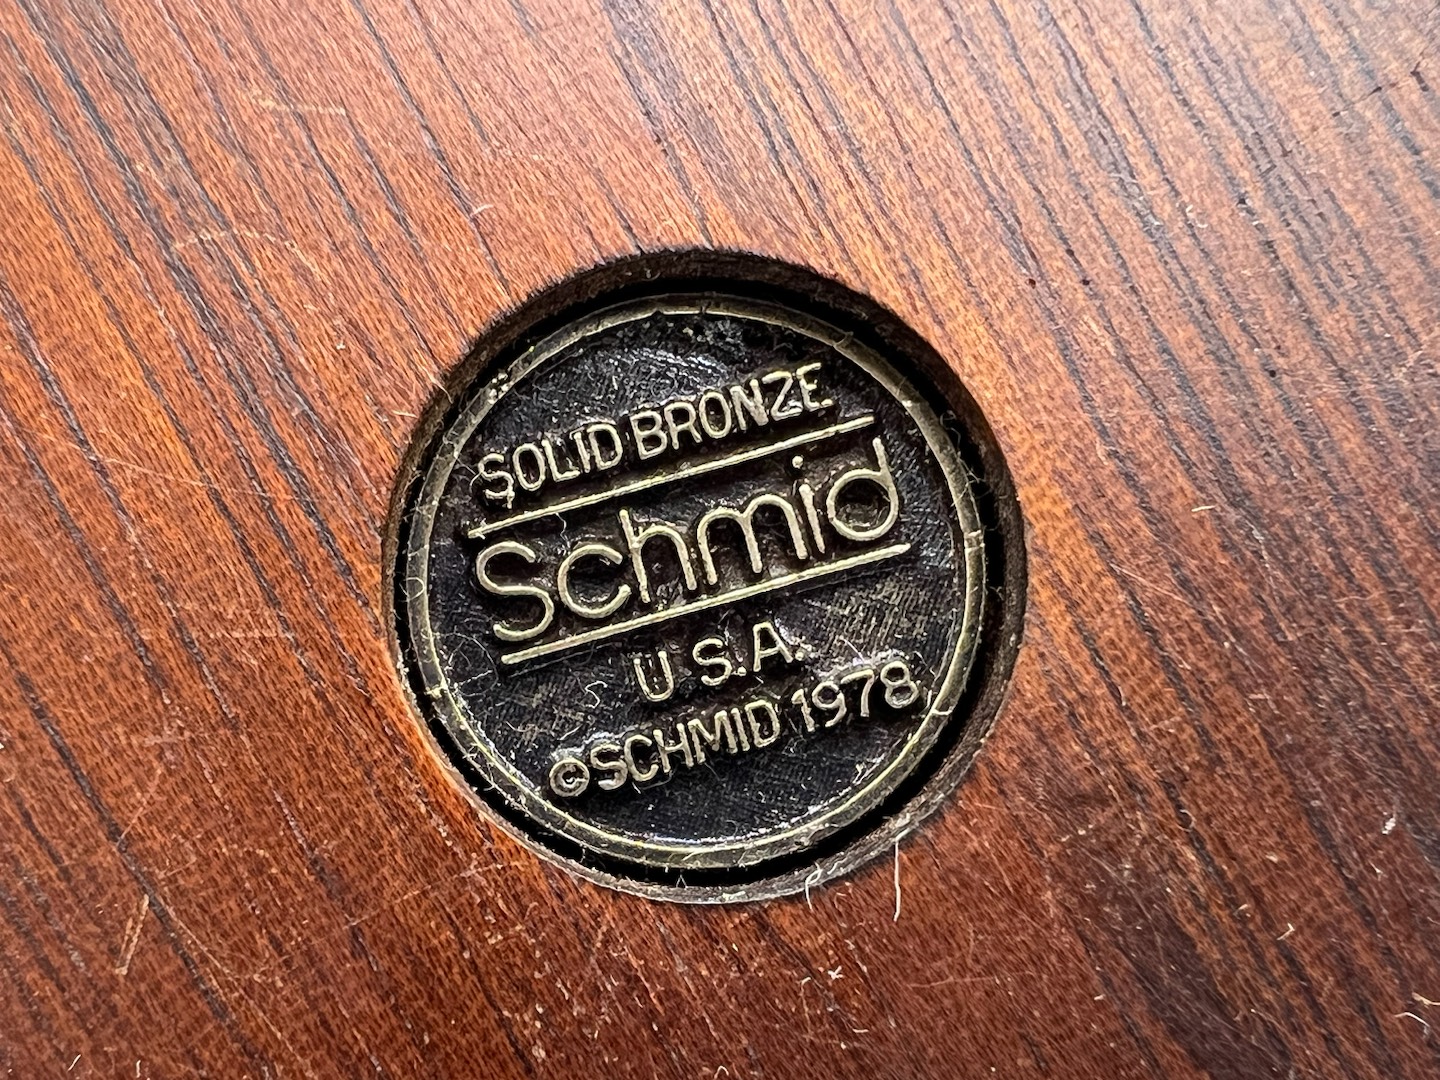 SOLID BRONZE
Schmid
U.S.A.
©SCHMID 1978